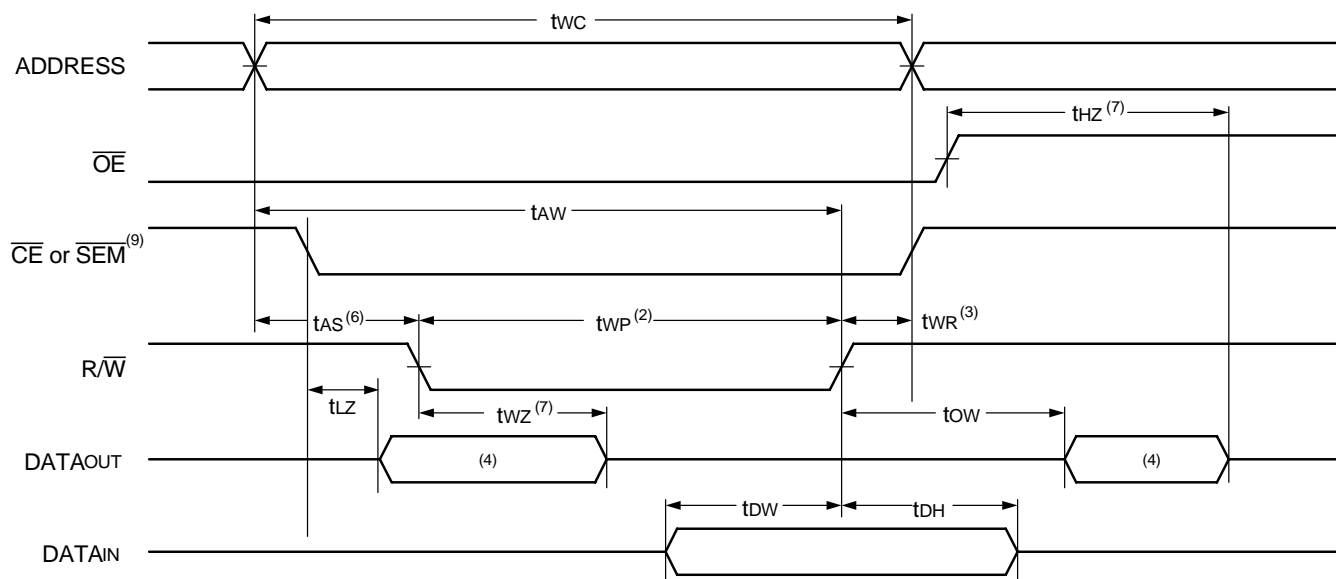 tWC
ADDRESS
tHZ (7)
OE
tAW
CE or SEM (9)
tAS (6)
tWP (2)
tWR (3)
R/W
tLZ
tWZ (7)
tOW
DATAOUT
(4)
(4)
tDW
tDH
DATAIN